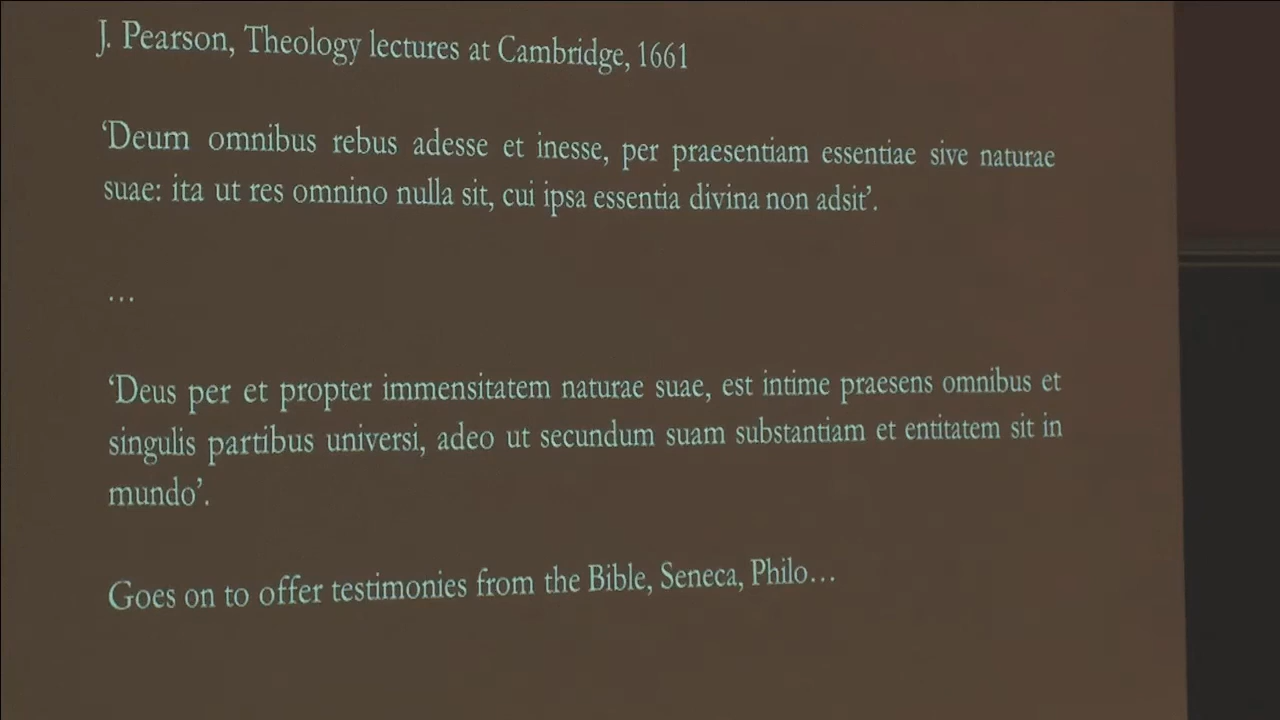 J. Pearson, Theology lectures at Cambridge, 1661
‘Deum omnibus rebus adesse et inesse, per praesentiam essentiae sive naturae
suae: ita ut res omnino nulla sit, cui ipsa essentia divina non adsit’.
…
‘Deus per et propter immensitatem naturae suae, est intime praesens omnibus et
singulis partibus universi, adeo ut secundum suam substantiam et entitatem sit in
mundo’.
Goes on to offer testimonies from the Bible, Seneca, Philo…